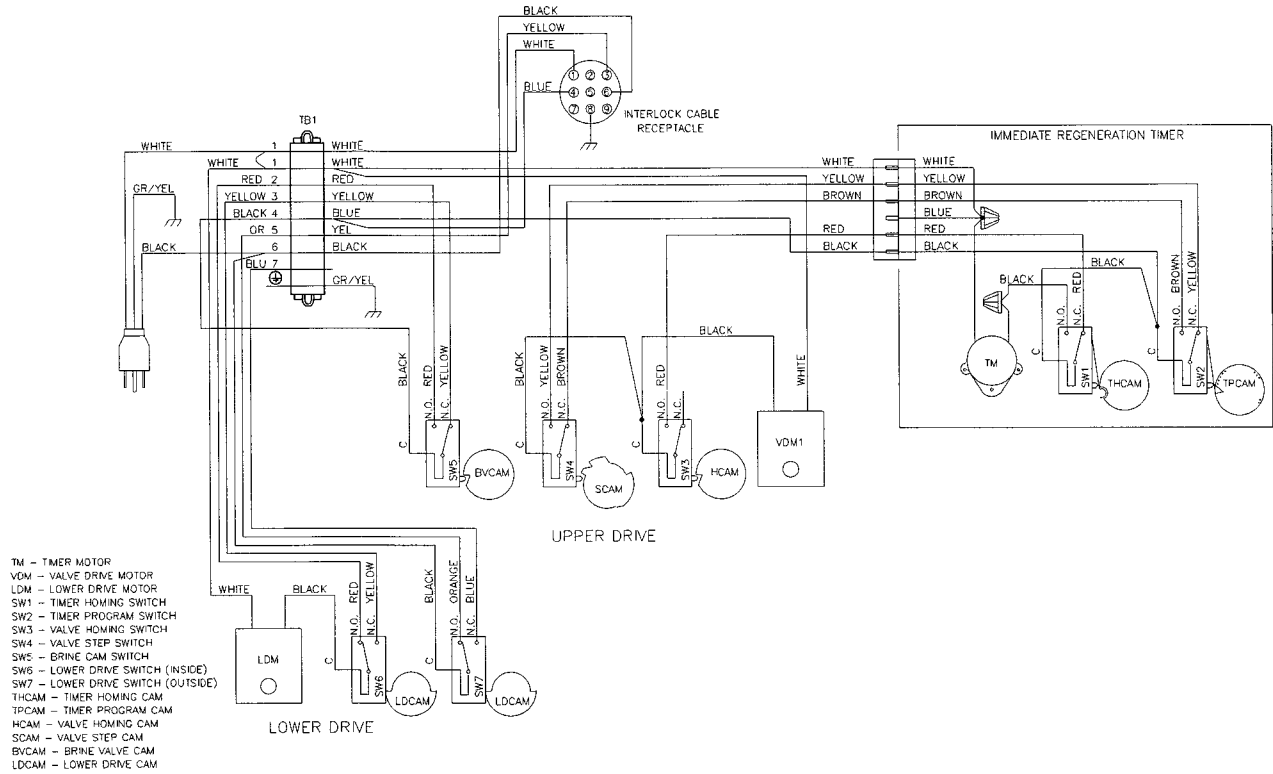 BLACK
YELLOW
WHITE
BLUE
1 2 3
4 5 6
7 8 9
INTERLOCK CABLE
RECEPTACLE
TB1
IMMEDIATE REGENERATION TIMER
WHITE 1 WHITE
WHITE 1 WHITE
RED 2 RED
YELLOW 3 YELLOW
BLACK 4 BLUE
OR 5 YEL
BLACK 6 BLACK
BLU 7
GR/YEL
GR/YEL
WHITE WHITE
YELLOW YELLOW
BROWN BROWN
BLUE
RED RED
BLACK BLACK
BLACK
BLACK
RED
BROWN
YELLOW
N.O.
N.C.
N.O.
N.C.
C
C
TM
SW1
THCAM
SW2
TPCAM
BLACK
RED
YELLOW
YELLOW
BROWN
RED
BLACK
WHITE
N.O.
N.C.
N.O.
N.C.
N.O.
N.C.
C
C
C
SW5
BVCAM
SW4
SCAM
SW3
HCAM
VDM1
UPPER DRIVE
WHITE
BLACK
RED
YELLOW
BLACK
ORANGE
BLUE
N.O.
N.C.
N.O.
N.C.
C
C
LDM
SW6
LDCAM
SW7
LDCAM
LOWER DRIVE
TM – TIMER MOTOR
VDM – VALVE DRIVE MOTOR
LDM – LOWER DRIVE MOTOR
SW1 – TIMER HOMING SWITCH
SW2 – TIMER PROGRAM SWITCH
SW3 – VALVE HOMING SWITCH
SW4 – VALVE STEP SWITCH
SW5 – BRINE CAM SWITCH
SW6 – LOWER DRIVE SWITCH (INSIDE)
SW7 – LOWER DRIVE SWITCH (OUTSIDE)
THCAM – TIMER HOMING CAM
TPCAM – TIMER PROGRAM CAM
HCAM – VALVE HOMING CAM
SCAM – VALVE STEP CAM
BVCAM – BRINE VALVE CAM
LDCAM – LOWER DRIVE CAM